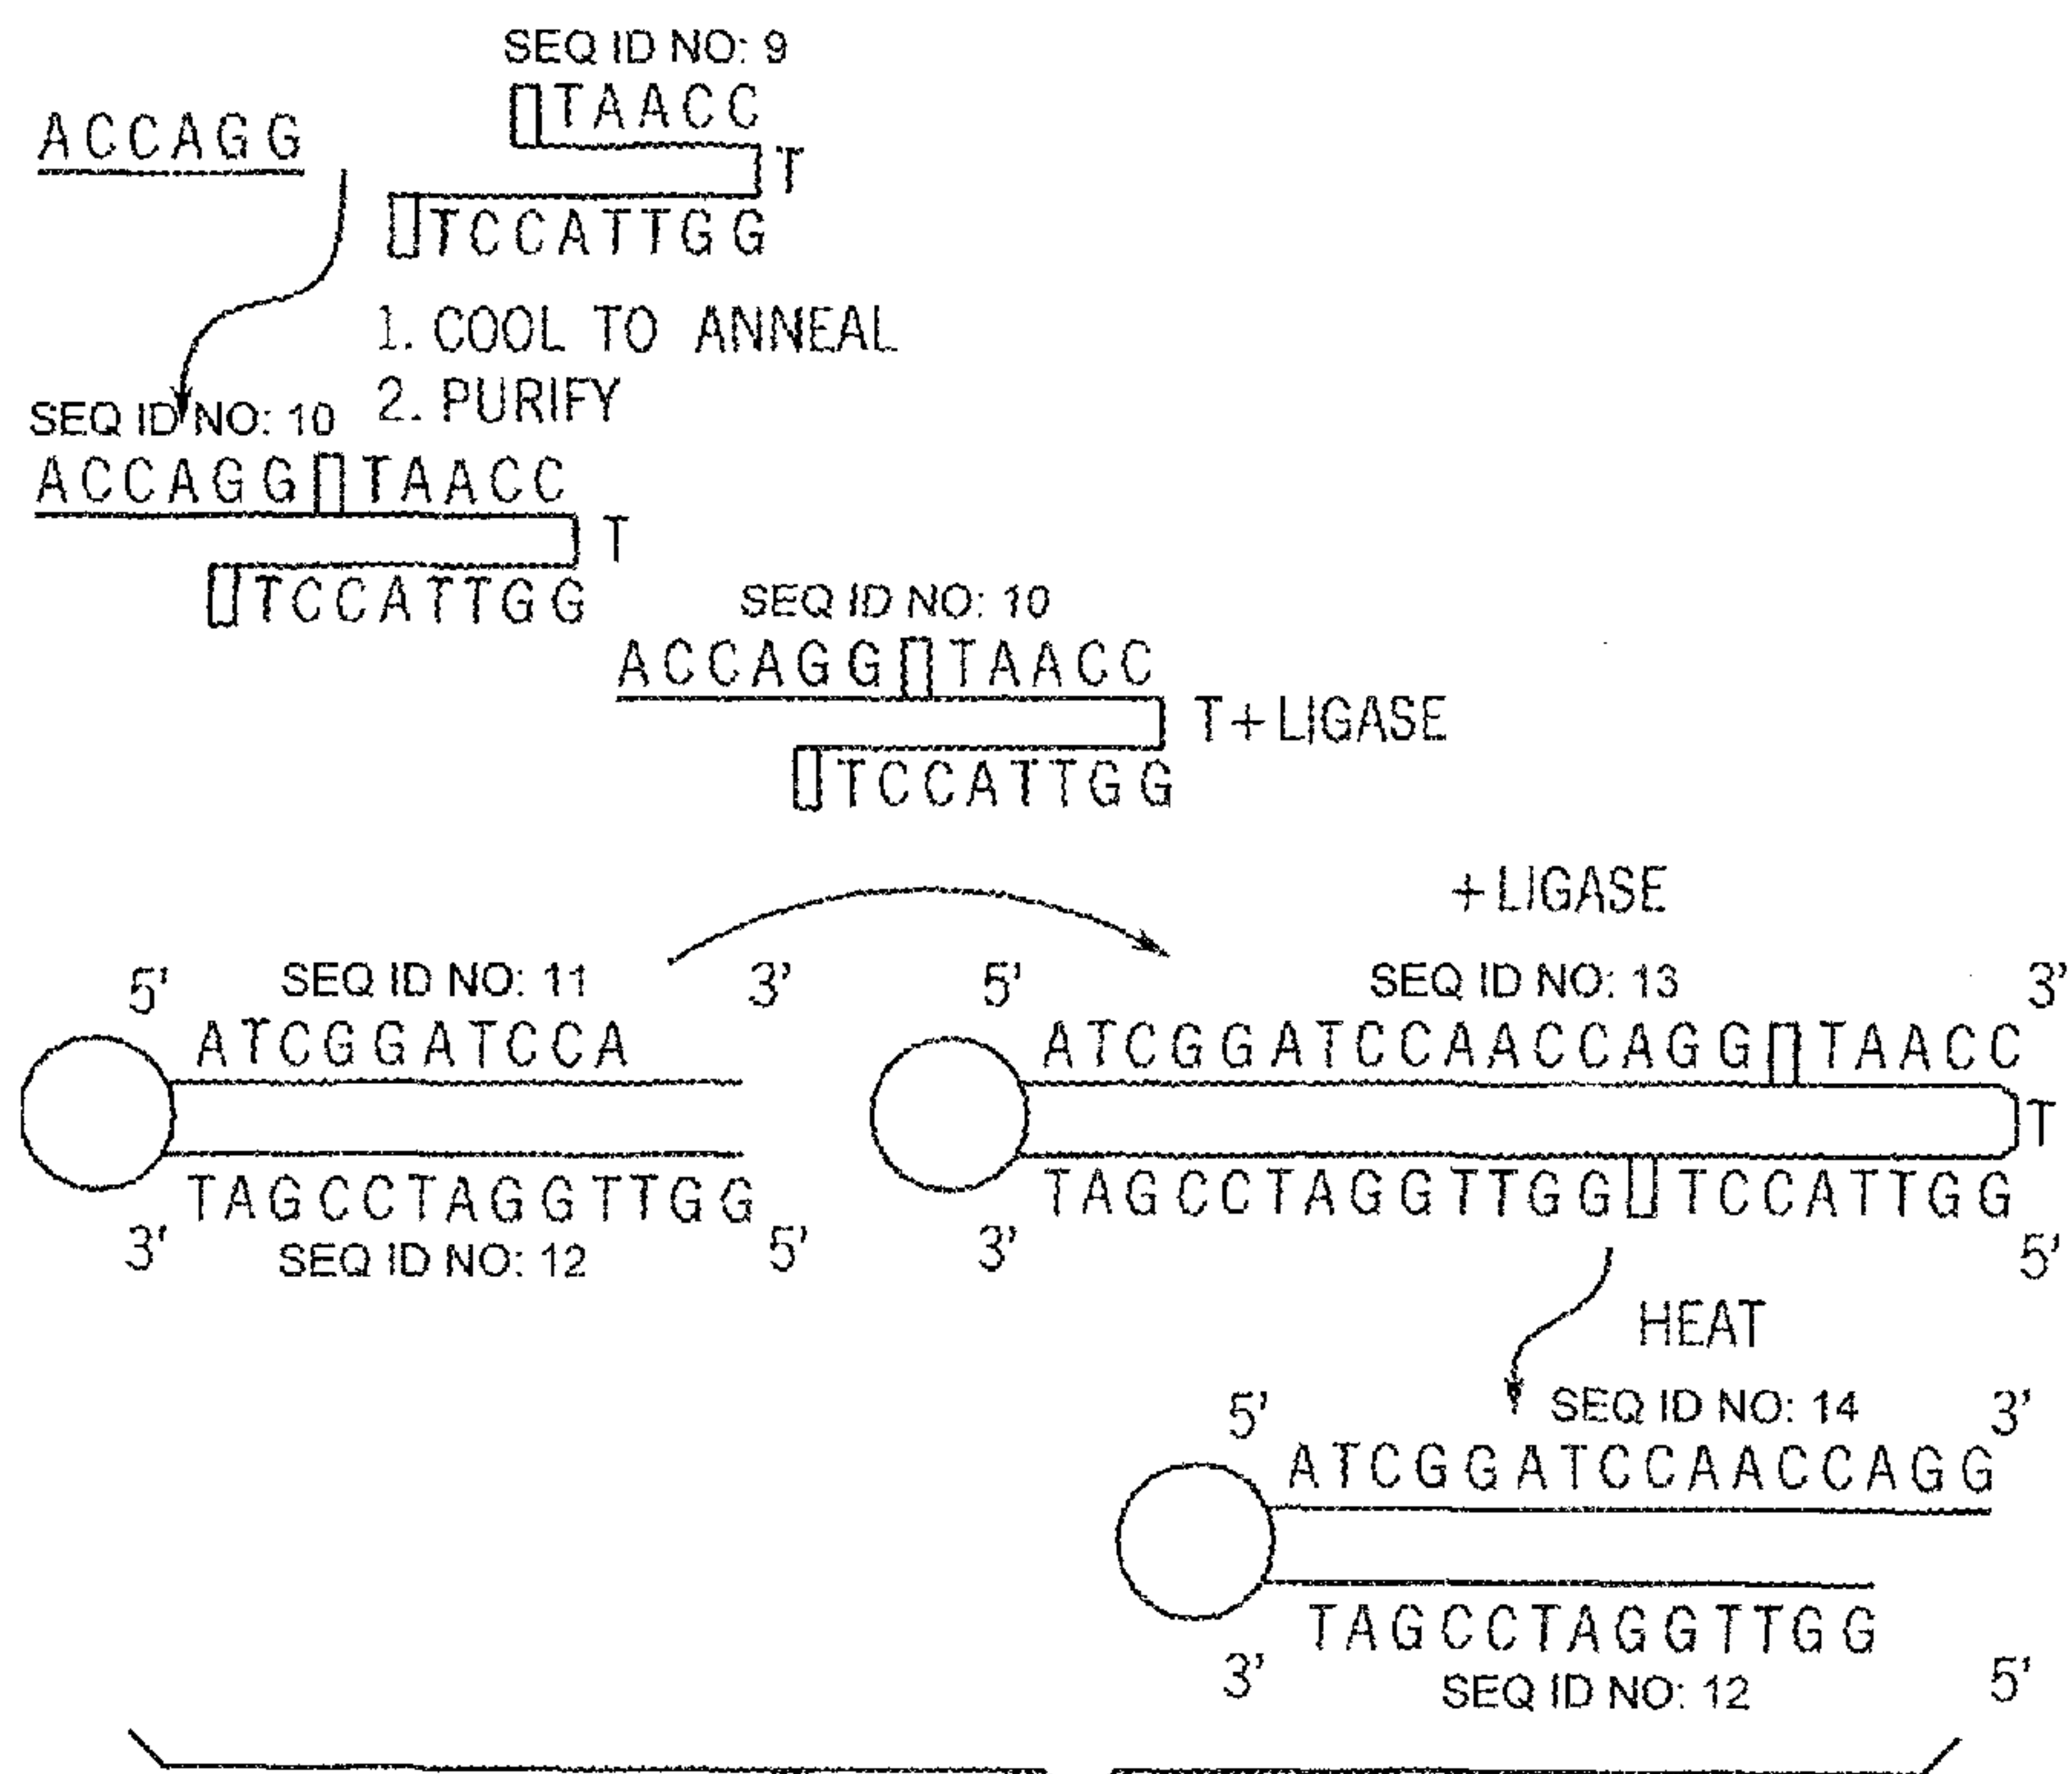 SEQ ID NO: 9
TAACC
ACCAGG
T
TCCATTGG
1. COOL TO ANNEAL
2. PURIFY
SEQ ID NO: 10
ACCAGG TAACC
T
TCCATTGG
SEQ ID NO: 10
ACCAGG TAACC
T+LIGASE
TCCATTGG
+LIGASE
5' SEQ ID NO: 11 3'
ATCGGATCCA
TAGCCTAGGTTGG
3' SEQ ID NO: 12 5'
5' SEQ ID NO: 13 3'
ATCGGATCCAACCAGG TAACC
T
TAGCCTAGGTTGG TCCATTGG
3' 5'
HEAT
5' SEQ ID NO: 14 3'
ATCGGATCCAACCAGG
TAGCCTAGGTTGG
3' SEQ ID NO: 12 5'